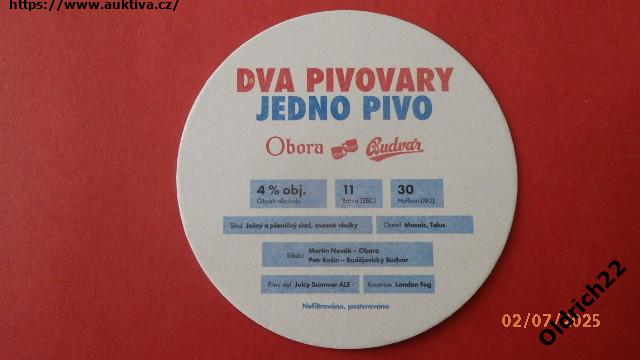 https://www.auktiva.cz/
DVA PIVOVARY
JEDNO PIVO
Obora Budvar
4 % obj. 11 30
Obsah alkoholu Barva (EBC) Hořkost (IBU)
Slad Ječný a pšeničný slad, ovesné vločky Chmel Mosaic, Talus
Sládci Martin Novák – Obora
Petr Košin – Budějovický Budvar
Pivní styl Juicy Summer ALE Kvasnice London Fog
Nefiltrováno, pasterováno
02/07/2025
Oldrich22